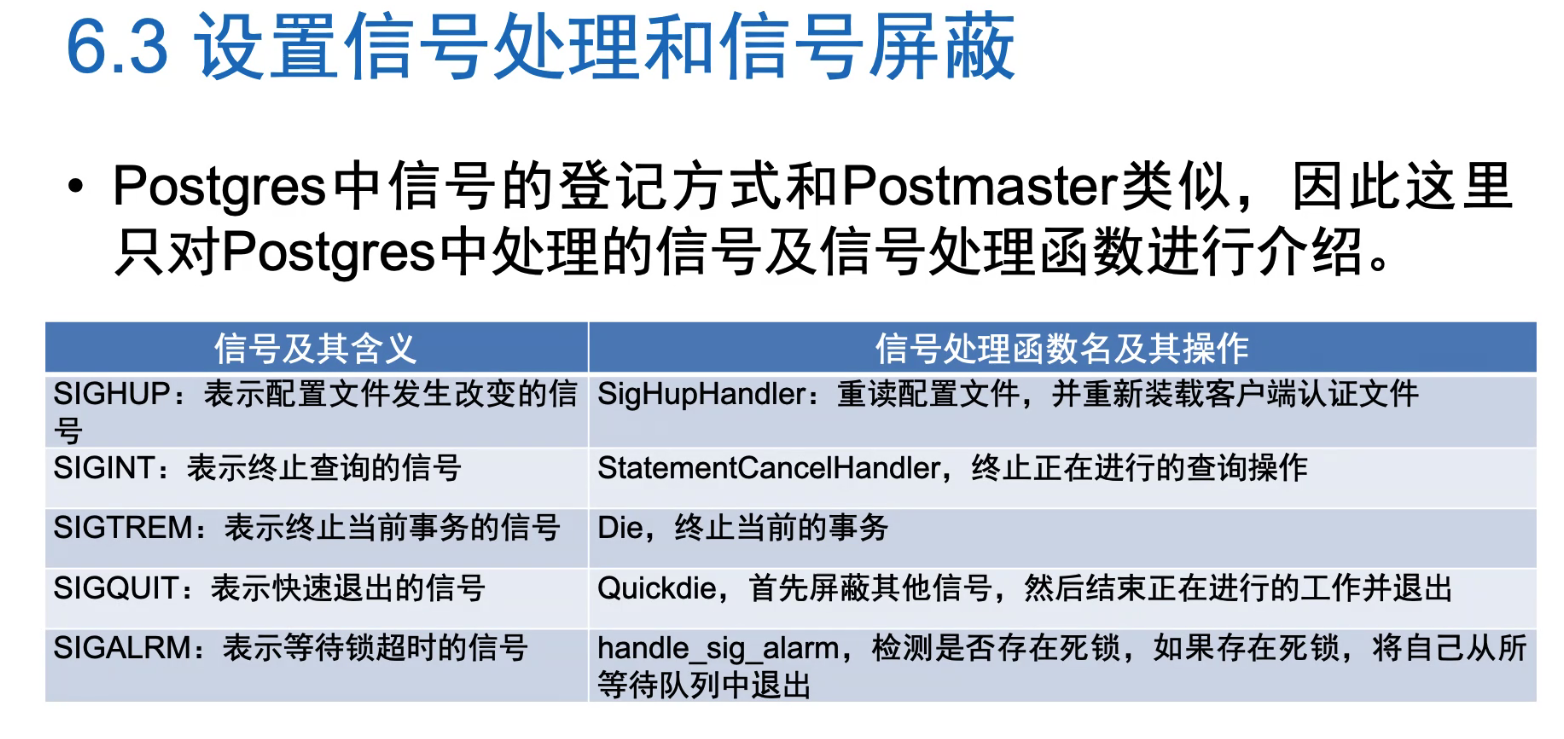 6.3 设置信号处理和信号屏蔽
• Postgres中信号的登记方式和Postmaster类似，因此这里
只对Postgres中处理的信号及信号处理函数进行介绍。
信号及其含义
信号处理函数名及其操作
SIGHUP：表示配置文件发生改变的信
号
SigHupHandler：重读配置文件，并重新装载客户端认证文件
SIGINT：表示终止查询的信号
StatementCancelHandler，终止正在进行的查询操作
SIGTREM：表示终止当前事务的信号
Die，终止当前的事务
SIGQUIT：表示快速退出的信号
Quickdie，首先屏蔽其他信号，然后结束正在进行的工作并退出
SIGALRM：表示等待锁超时的信号
handle_sig_alarm，检测是否存在死锁，如果存在死锁，将自己从所
等待队列中退出